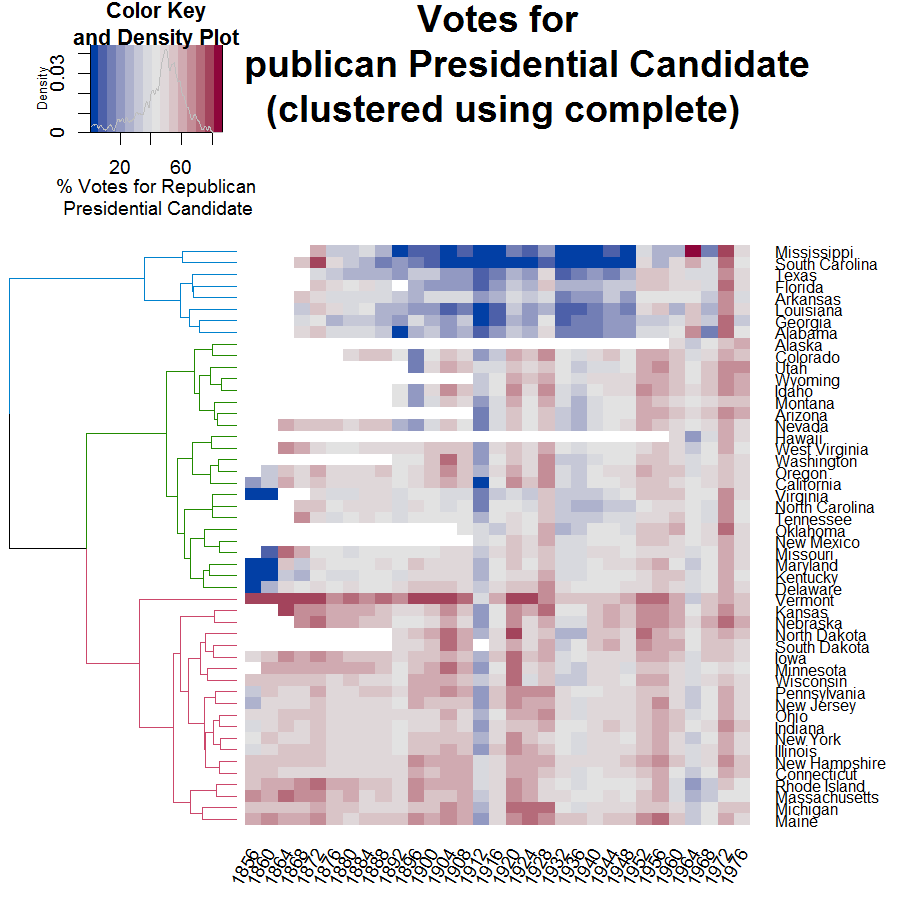 Color Key
and Density Plot
Votes for
publican Presidential Candidate
(clustered using complete)
Density
0.03
0
20 60
% Votes for Republican
Presidential Candidate
Mississippi
South Carolina
Texas
Florida
Arkansas
Louisiana
Georgia
Alabama
Alaska
Colorado
Utah
Wyoming
Idaho
Montana
Arizona
Nevada
Hawaii
West Virginia
Washington
Oregon
California
Virginia
North Carolina
Tennessee
Oklahoma
New Mexico
Missouri
Maryland
Kentucky
Delaware
Vermont
Kansas
Nebraska
North Dakota
South Dakota
Iowa
Minnesota
Wisconsin
Pennsylvania
New Jersey
Ohio
Indiana
New York
Illinois
New Hampshire
Connecticut
Rhode Island
Massachusetts
Michigan
Maine
1856 1860 1864 1868 1872 1876 1880 1884 1888 1892 1896 1900 1904 1908 1912 1916 1920 1924 1928 1932 1936 1940 1944 1948 1952 1956 1960 1964 1968 1972 1976